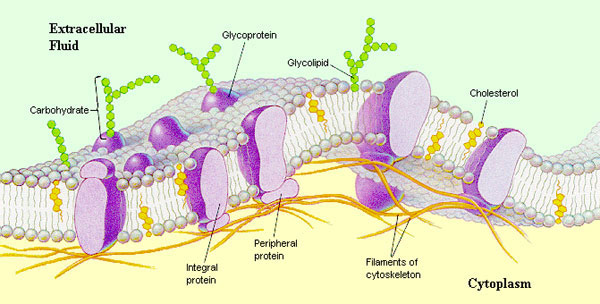 Extracellular
Fluid
Glycoprotein
Glycolipid
Carbohydrate
Cholesterol
Integral
protein
Peripheral
protein
Filaments of
cytoskeleton
Cytoplasm